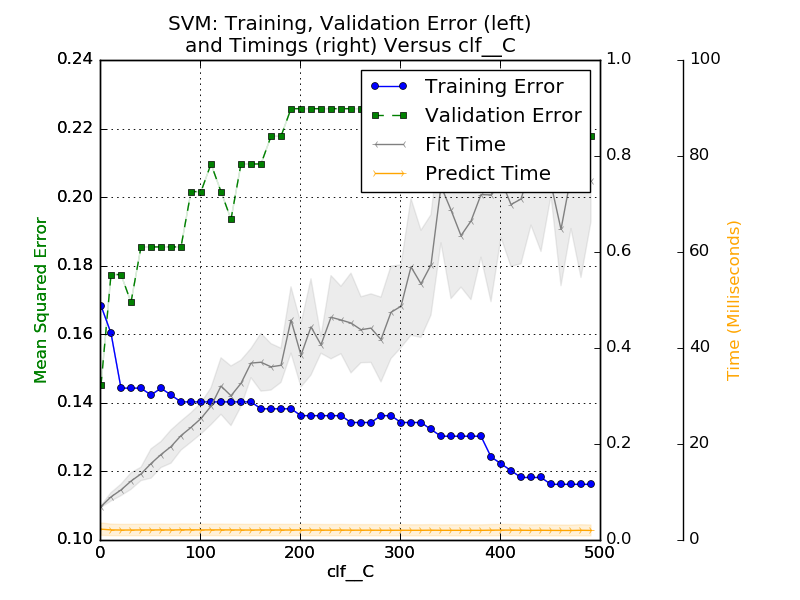 SVM: Training, Validation Error (left)
and Timings (right) Versus clf__C
Training Error
Validation Error
Fit Time
Predict Time
Mean Squared Error
0.24
0.22
0.20
0.18
0.16
0.14
0.12
0.10
0
100
200
300
400
500
clf__C
1.0
0.8
0.6
0.4
0.2
0.0
100
80
60
40
20
0
Time (Milliseconds)